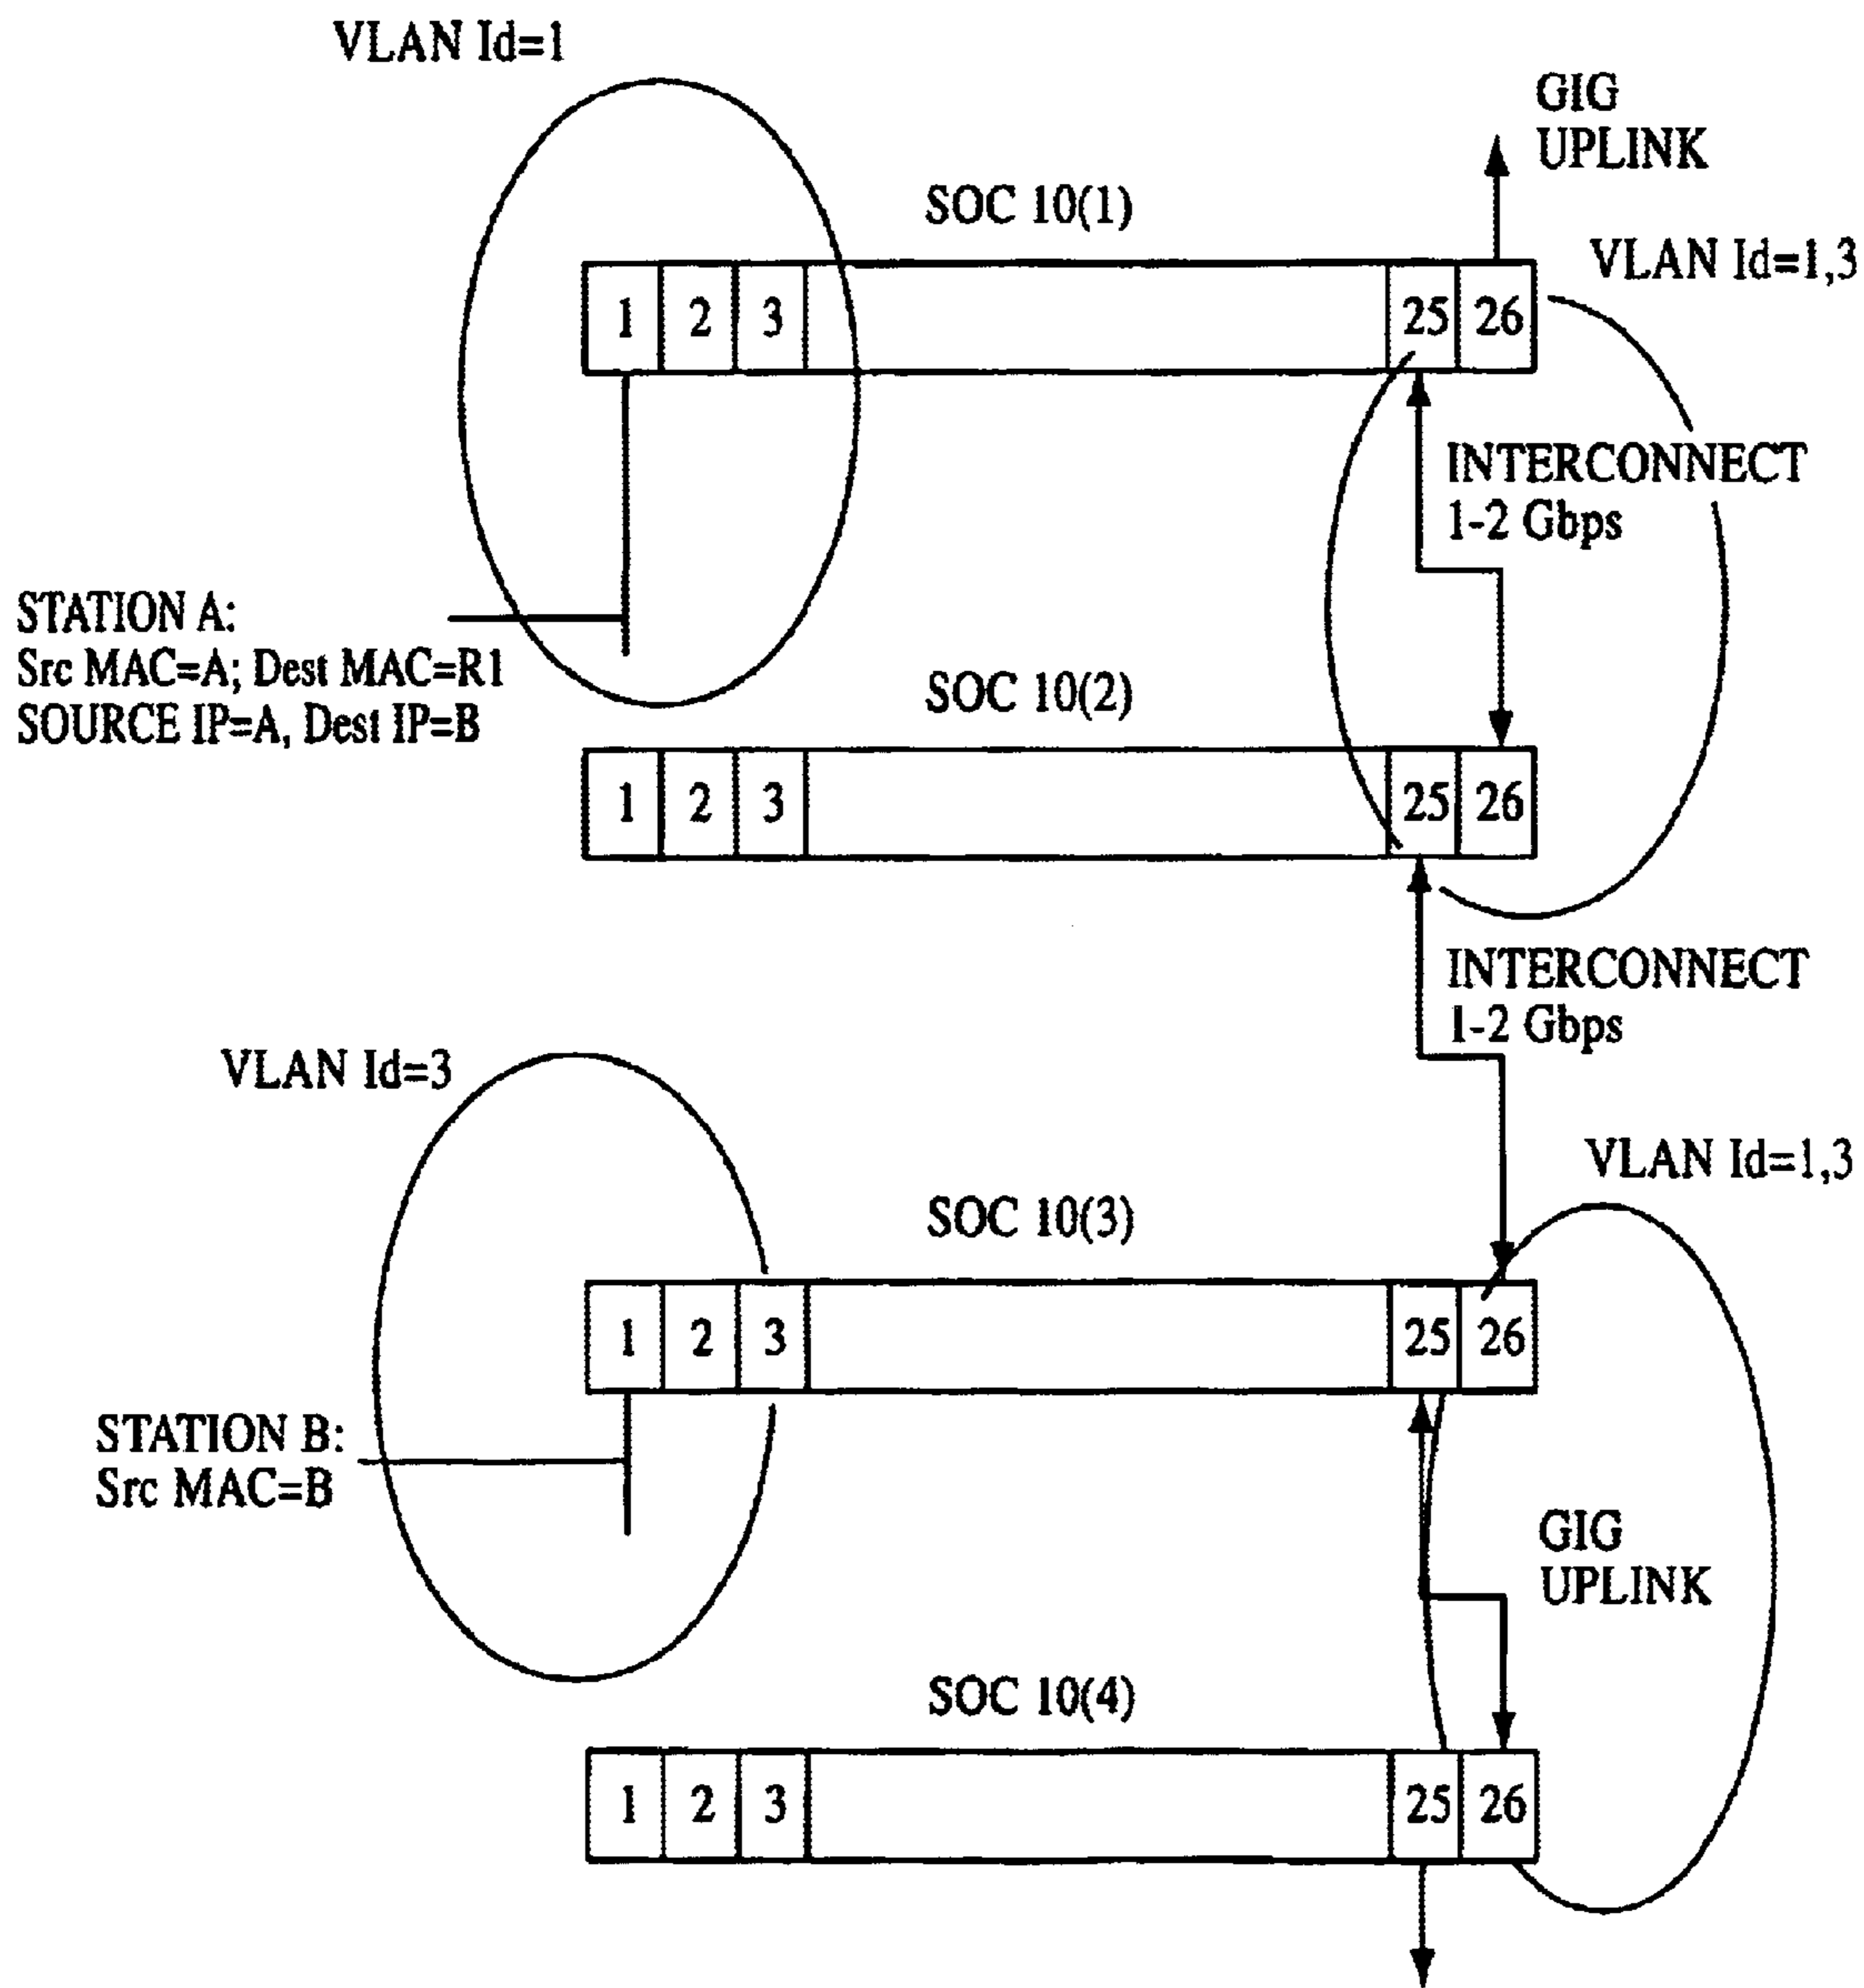 VLAN Id=1
GIG
UPLINK
SOC 10(1)
VLAN Id=1,3
1 2 3 25 26
INTERCONNECT
1-2 Gbps
STATION A:
Src MAC=A; Dest MAC=R1
SOURCE IP=A, Dest IP=B
SOC 10(2)
1 2 3 25 26
INTERCONNECT
1-2 Gbps
VLAN Id=3
VLAN Id=1,3
SOC 10(3)
1 2 3 25 26
STATION B:
Src MAC=B
GIG
UPLINK
SOC 10(4)
1 2 3 25 26